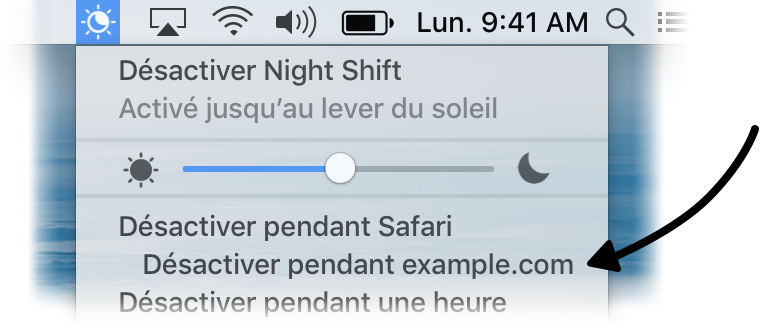 Lun. 9:41 AM
Désactiver Night Shift
Activé jusqu’au lever du soleil
Désactiver pendant Safari
Désactiver pendant example.com
Désactiver pendant une heure